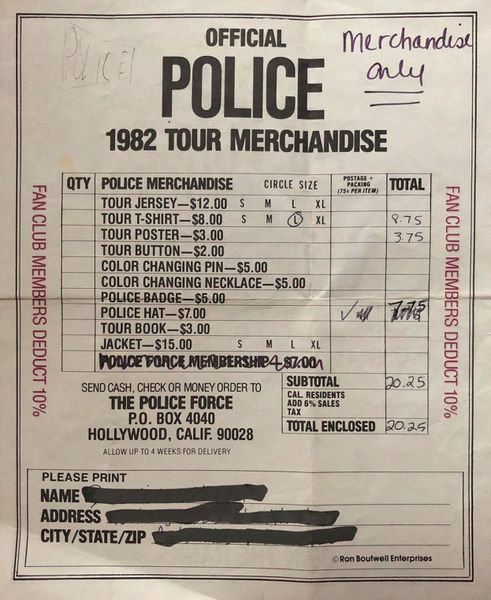 POLICE!
OFFICIAL
Merchandise
only
POLICE
1982 TOUR MERCHANDISE
FAN CLUB MEMBERS DEDUCT 10%
QTY POLICE MERCHANDISE CIRCLE SIZE POSTAGE + PACKING (75¢ PER ITEM) TOTAL
TOUR JERSEY—$12.00 S M L XL
TOUR T-SHIRT—$8.00 S M L XL 8.75
TOUR POSTER—$3.00 3.75
TOUR BUTTON—$2.00
COLOR CHANGING PIN—$5.00
COLOR CHANGING NECKLACE—$5.00
POLICE BADGE—$5.00
POLICE HAT—$7.00 7.75
TOUR BOOK—$3.00
JACKET—$15.00 S M L XL
POLICE FORCE MEMBERSHIP—$7.00
FAN CLUB MEMBERS DEDUCT 10%
SEND CASH, CHECK OR MONEY ORDER TO
THE POLICE FORCE
P.O. BOX 4040
HOLLYWOOD, CALIF. 90028
ALLOW UP TO 4 WEEKS FOR DELIVERY
SUBTOTAL 20.25
CAL. RESIDENTS
ADD 6% SALES
TAX
TOTAL ENCLOSED 20.25
PLEASE PRINT
NAME
ADDRESS
CITY/STATE/ZIP
©Ron Boutwell Enterprises